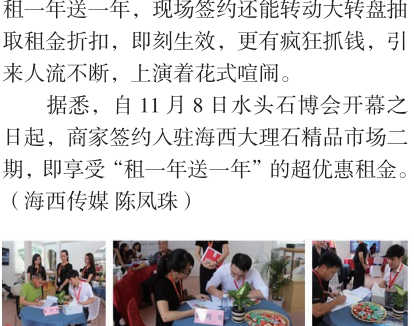 租一年送一年，现场签约还能转动大转盘抽
取租金折扣，即刻生效，更有疯狂抓钱，引
来人流不断，上演着花式喧闹。
据悉，自 11 月 8 日水头石博会开幕之
日起，商家签约入驻海西大理石精品市场二
期，即享受“租一年送一年”的超优惠租金。
（海西传媒 陈凤珠）